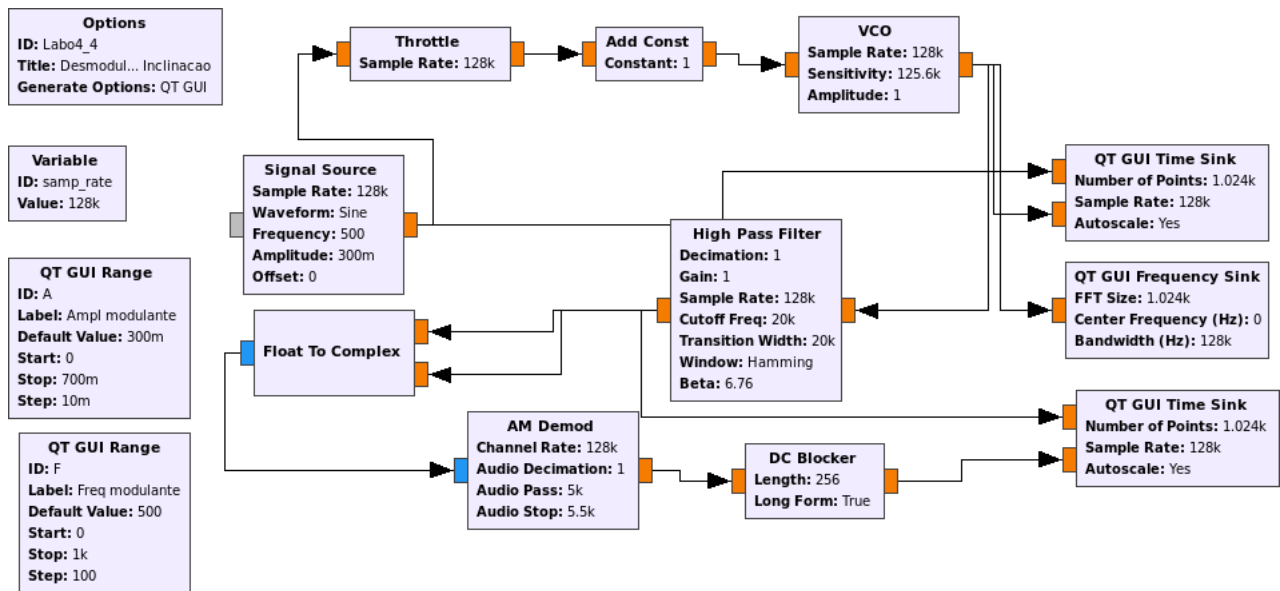 Options
ID: Labo4_4
Title: Desmodul... Inclinacao
Generate Options: QT GUI
Throttle
Sample Rate: 128k
Add Const
Constant: 1
VCO
Sample Rate: 128k
Sensitivity: 125.6k
Amplitude: 1
Variable
ID: samp_rate
Value: 128k
Signal Source
Sample Rate: 128k
Waveform: Sine
Frequency: 500
Amplitude: 300m
Offset: 0
QT GUI Time Sink
Number of Points: 1.024k
Sample Rate: 128k
Autoscale: Yes
High Pass Filter
Decimation: 1
Gain: 1
Sample Rate: 128k
Cutoff Freq: 20k
Transition Width: 20k
Window: Hamming
Beta: 6.76
QT GUI Frequency Sink
FFT Size: 1.024k
Center Frequency (Hz): 0
Bandwidth (Hz): 128k
QT GUI Range
ID: A
Label: Ampl modulante
Default Value: 300m
Start: 0
Stop: 700m
Step: 10m
Float To Complex
QT GUI Time Sink
Number of Points: 1.024k
Sample Rate: 128k
Autoscale: Yes
AM Demod
Channel Rate: 128k
Audio Decimation: 1
Audio Pass: 5k
Audio Stop: 5.5k
DC Blocker
Length: 256
Long Form: True
QT GUI Range
ID: F
Label: Freq modulante
Default Value: 500
Start: 0
Stop: 1k
Step: 100